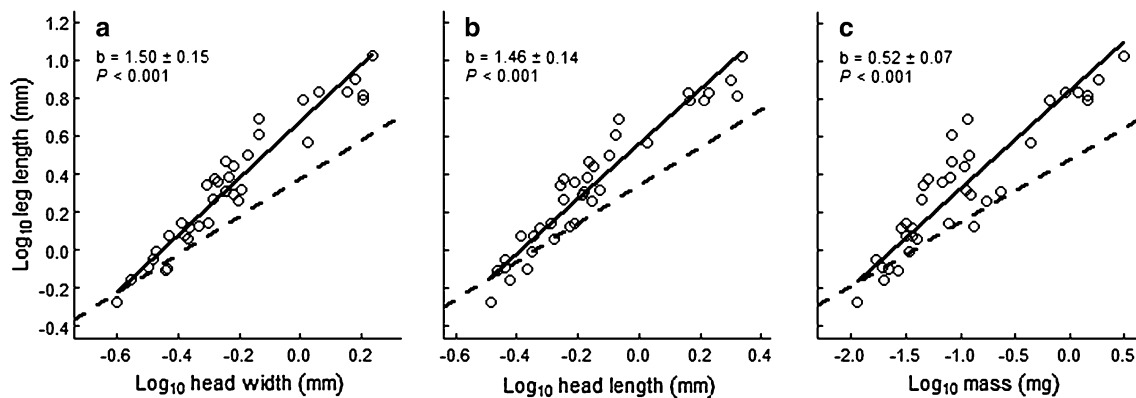 a
b = 1.50 ± 0.15
P < 0.001
b
b = 1.46 ± 0.14
P < 0.001
c
b = 0.52 ± 0.07
P < 0.001
Log10 leg length (mm)
1.2
1.0
0.8
0.6
0.4
0.2
0.0
-0.2
-0.4
-0.6 -0.4 -0.2 0.0 0.2
Log10 head width (mm)
-0.6 -0.4 -0.2 0.0 0.2 0.4
Log10 head length (mm)
-2.0 -1.5 -1.0 -0.5 0.0 0.5
Log10 mass (mg)